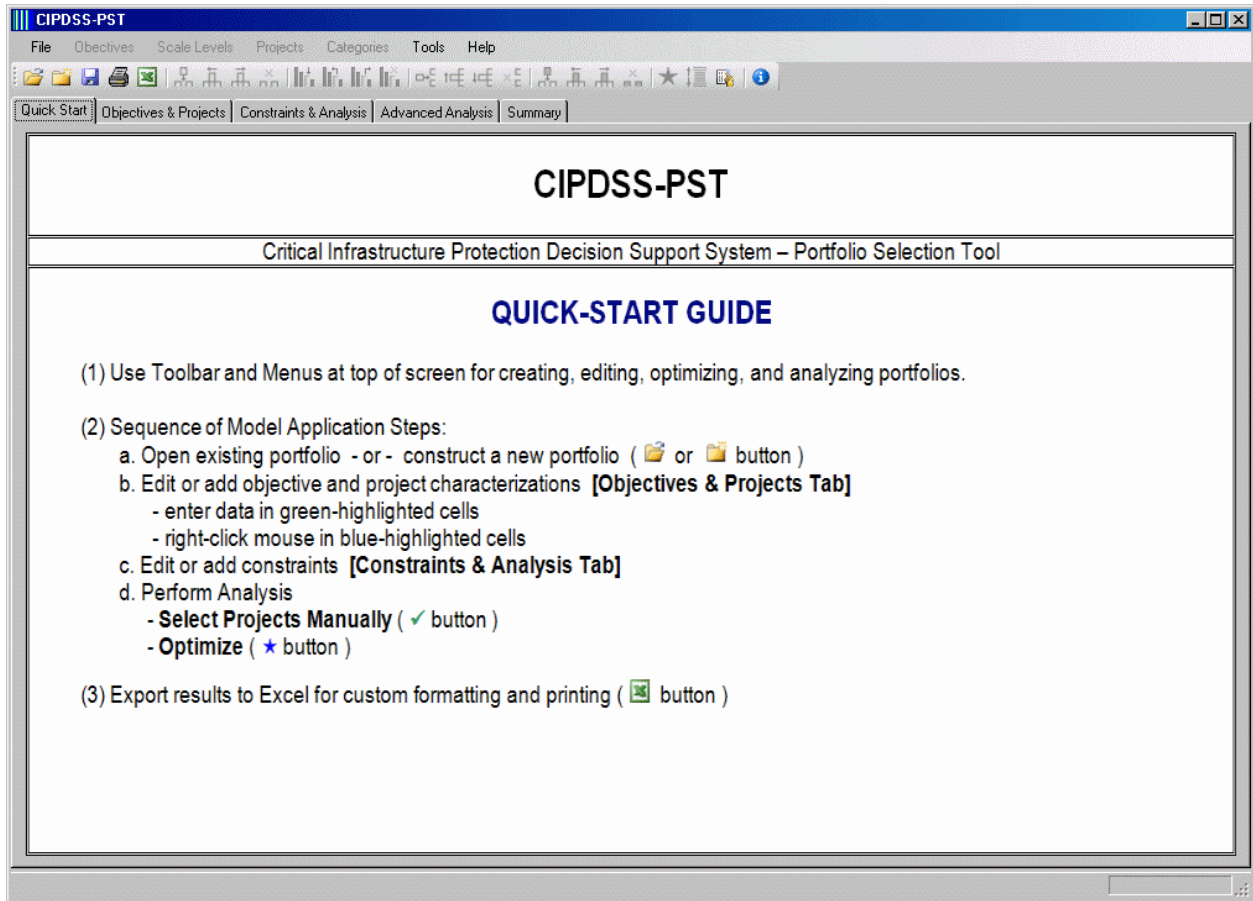 CIPDSS-PST
File Obectives Scale Levels Projects Categories Tools Help
Quick Start Objectives & Projects Constraints & Analysis Advanced Analysis Summary
CIPDSS-PST
Critical Infrastructure Protection Decision Support System – Portfolio Selection Tool
QUICK-START GUIDE
(1) Use Toolbar and Menus at top of screen for creating, editing, optimizing, and analyzing portfolios.
(2) Sequence of Model Application Steps:
a. Open existing portfolio - or - construct a new portfolio ( or button )
b. Edit or add objective and project characterizations [Objectives & Projects Tab]
- enter data in green-highlighted cells
- right-click mouse in blue-highlighted cells
c. Edit or add constraints [Constraints & Analysis Tab]
d. Perform Analysis
- Select Projects Manually ( ✓ button )
- Optimize ( ★ button )
(3) Export results to Excel for custom formatting and printing ( button )